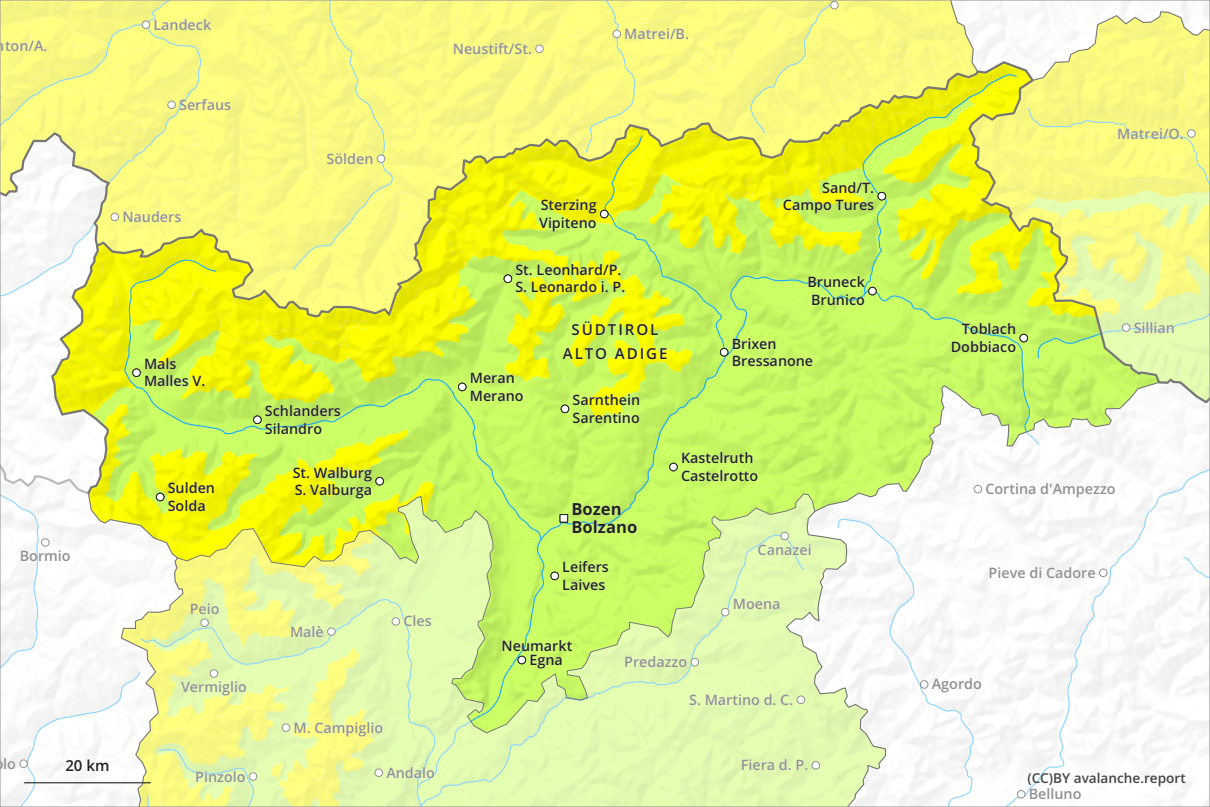 Landeck
nton/A.
Neustift/St.
Matrei/B.
Serfaus
Sölden
Matrei/O.
Nauders
Sand/T.
Campo Tures
Sterzing
Vipiteno
St. Leonhard/P.
S. Leonardo i. P.
Bruneck
Brunico
SÜDTIROL
ALTO ADIGE
Toblach
Dobbiaco
Sillian
Brixen
Bressanone
Mals
Malles V.
Meran
Merano
Schlanders
Silandro
Sarnthein
Sarentino
Kastelruth
Castelrotto
St. Walburg
S. Valburga
Sulden
Solda
Cortina d'Ampezzo
Bozen
Bolzano
Bormio
Canazei
Leifers
Laives
Pieve di Cadore
Peio
Moena
Cles
Malè
Neumarkt
Egna
Predazzo
Vermiglio
Agordo
S. Martino d. C.
M. Campiglio
lo
20 km
Pinzolo
Andalo
Fiera d. P.
(CC)BY avalanche.report
Belluno